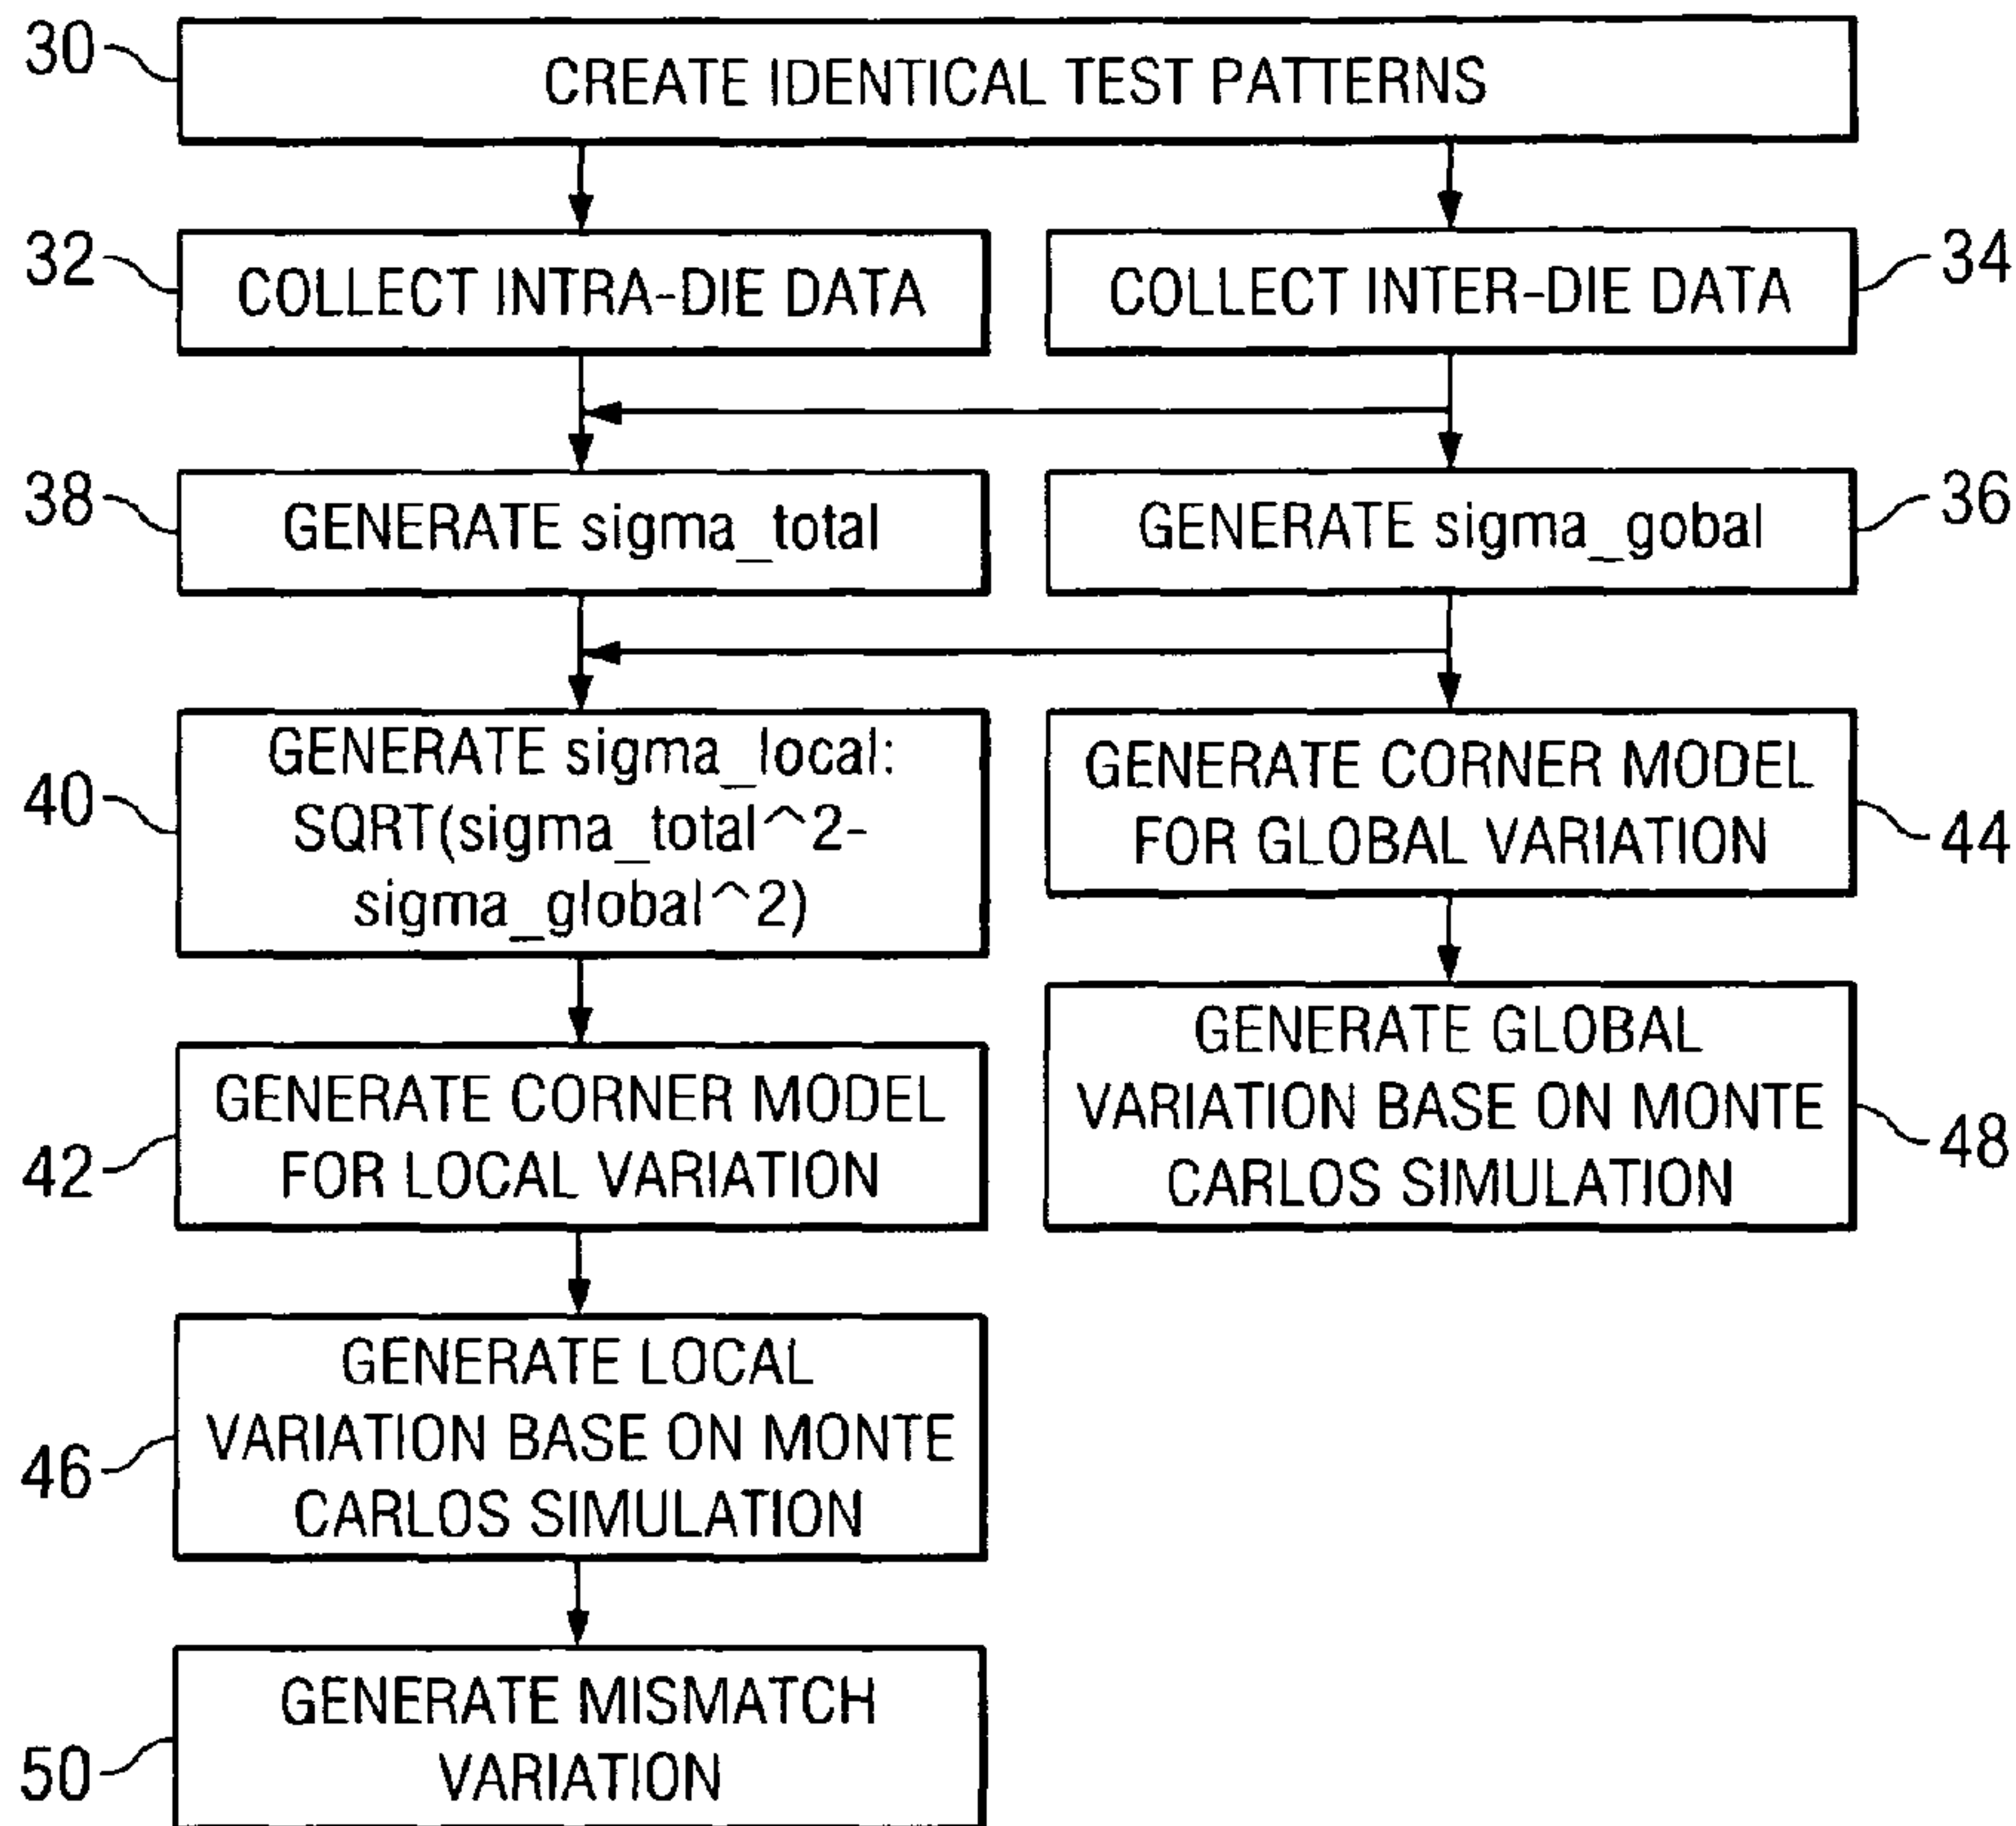 30
CREATE IDENTICAL TEST PATTERNS
32
COLLECT INTRA-DIE DATA
COLLECT INTER-DIE DATA
34
38
GENERATE sigma_total
GENERATE sigma_gobal
36
40
GENERATE sigma_local:
SQRT(sigma_total^2-
sigma_global^2)
GENERATE CORNER MODEL
FOR GLOBAL VARIATION
44
42
GENERATE CORNER MODEL
FOR LOCAL VARIATION
GENERATE GLOBAL
VARIATION BASE ON MONTE
CARLOS SIMULATION
48
46
GENERATE LOCAL
VARIATION BASE ON MONTE
CARLOS SIMULATION
50
GENERATE MISMATCH
VARIATION